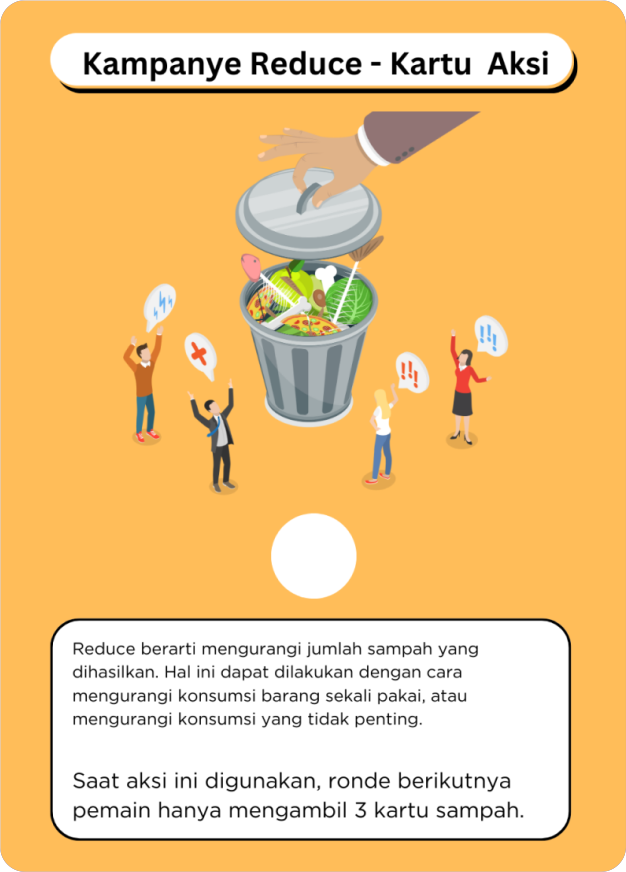 Kampanye Reduce - Kartu Aksi
Reduce berarti mengurangi jumlah sampah yang
dihasilkan. Hal ini dapat dilakukan dengan cara
mengurangi konsumsi barang sekali pakai, atau
mengurangi konsumsi yang tidak penting.
Saat aksi ini digunakan, ronde berikutnya
pemain hanya mengambil 3 kartu sampah.